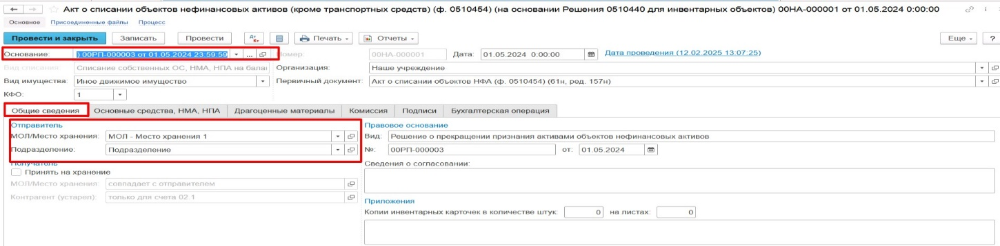 Акт о списании объектов нефинансовых активов (кроме транспортных средств) (ф. 0510454) (на основании Решения 0510440 для инвентарных объектов) 00НА-000001 от 01.05.2024 0:00:00
Основное Присоединенные файлы Процесс
Провести и закрыть Записать Провести Дт Кт Печать Отчеты Еще ?
Основание: ) 00РП-000003 от 01.05.2024 23:59:59 ... Номер: 00НА-000001 Дата: 01.05.2024 0:00:00 Дата проведения (12.02.2025 13:07:25)
Вид списания: Списание собственных ОС, НМА, НПА на балан Организация: Наше учреждение
Вид имущества: Иное движимое имущество Первичный документ: Акт о списании объектов НФА (ф. 0510454) (61н, ред. 157н)
КФО: 1
Общие сведения Основные средства, НМА, НПА Драгоценные материалы Комиссия Подписи Бухгалтерская операция
Отправитель Правовое основание
МОЛ/Место хранения: МОЛ - Место хранения 1 Вид: Решение о прекращении признания активами объектов нефинансовых активов
Подразделение: Подразделение №: 00РП-000003 от: 01.05.2024
Получатель Сведения о согласовании:
Принять на хранение
МОЛ/Место хранения: совпадает с отправителем
Контрагент (устарел): только для счета 02.1 Приложения
Копии инвентарных карточек в количестве штук: 0 на листах: 0